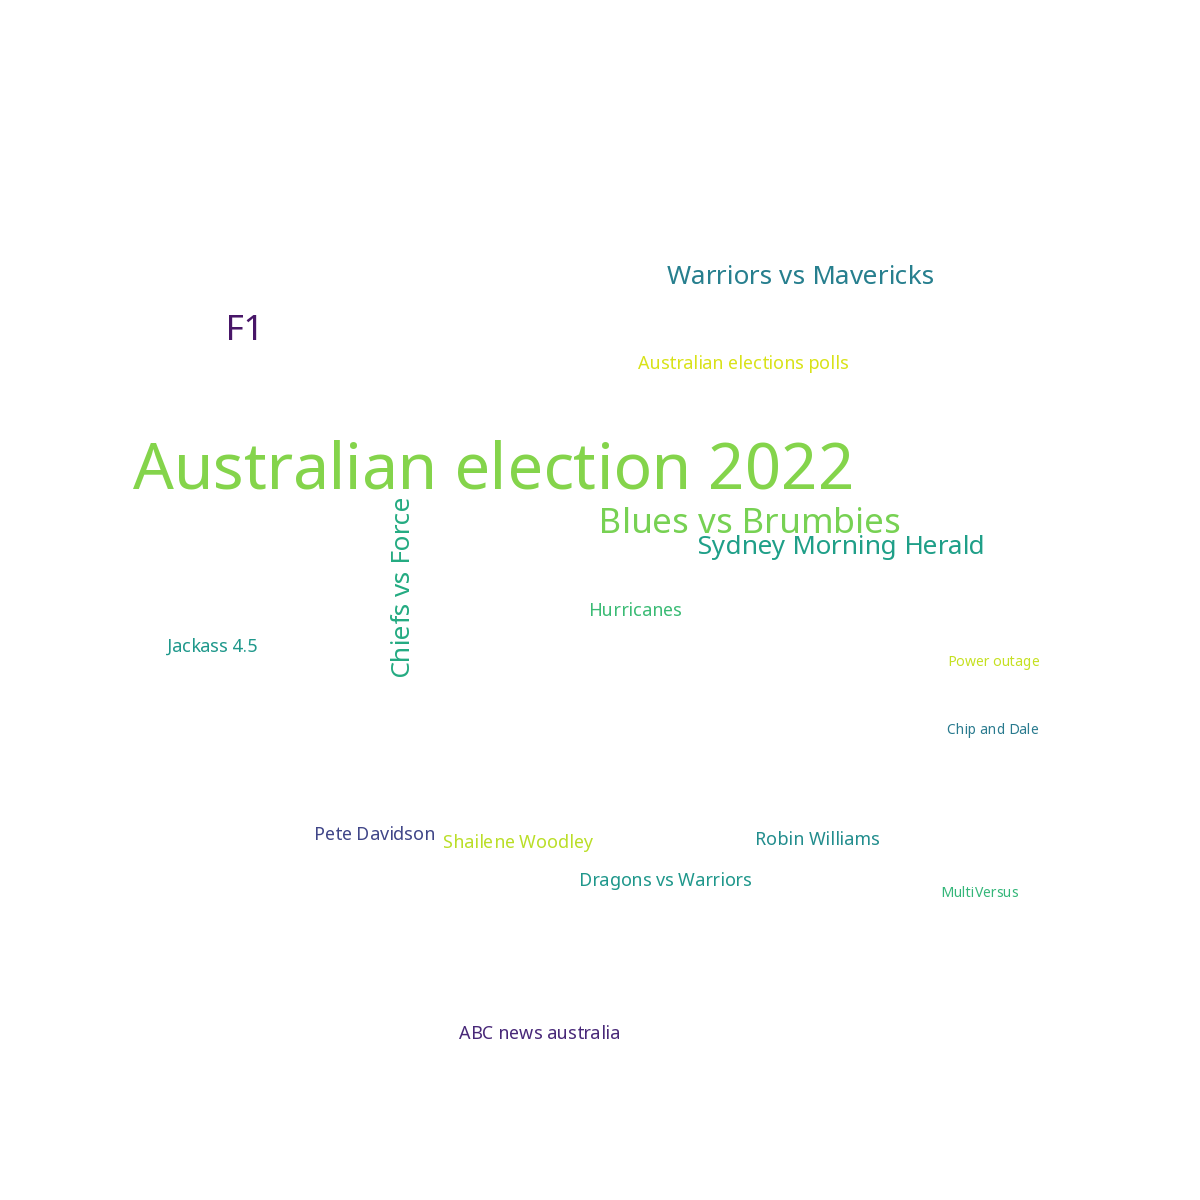 Warriors vs Mavericks
F1
Australian elections polls
Australian election 2022
Chiefs vs Force
Blues vs Brumbies
Sydney Morning Herald
Hurricanes
Jackass 4.5
Power outage
Chip and Dale
Pete Davidson
Shailene Woodley
Robin Williams
Dragons vs Warriors
MultiVersus
ABC news australia